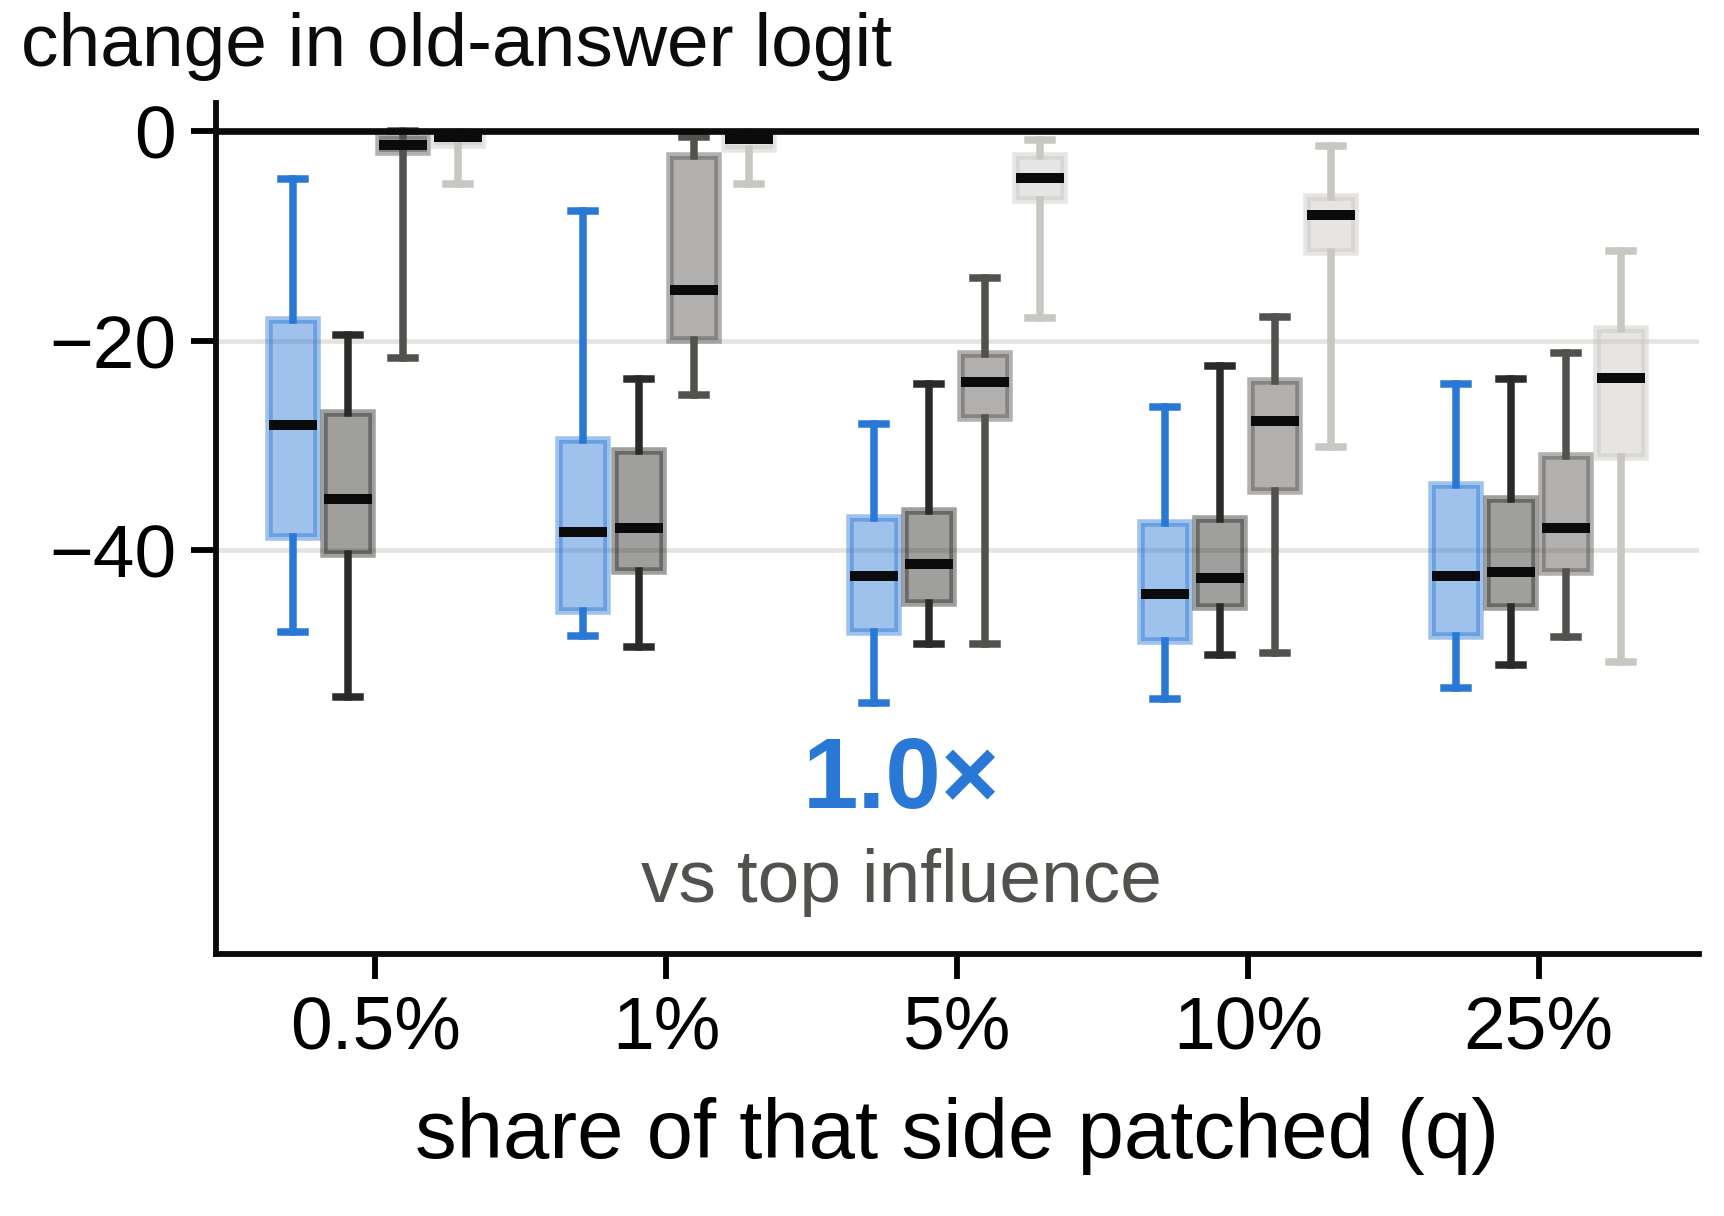 change in old-answer logit
0
−20
−40
1.0×
vs top influence
0.5% 1% 5% 10% 25%
share of that side patched (q)